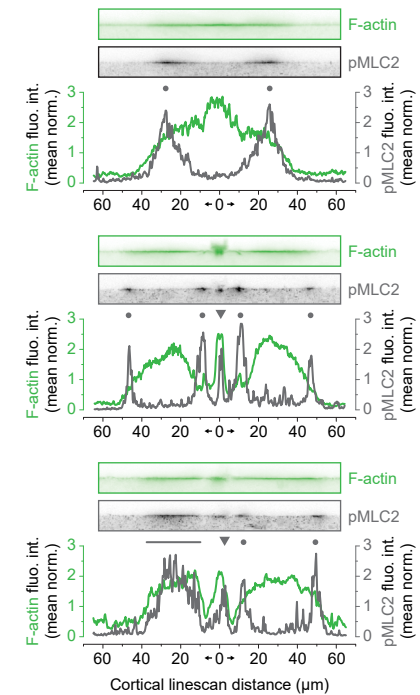 F-actin
pMLC2
F-actin fluo. int.
(mean norm.)
3
2
1
0
3
2
1
0
pMLC2 fluo. int.
(mean norm.)
60 40 20 ←0→ 20 40 60
F-actin
pMLC2
F-actin fluo. int.
(mean norm.)
3
2
1
0
3
2
1
0
pMLC2 fluo. int.
(mean norm.)
60 40 20 ←0→ 20 40 60
F-actin
pMLC2
F-actin fluo. int.
(mean norm.)
3
2
1
0
3
2
1
0
pMLC2 fluo. int.
(mean norm.)
60 40 20 ←0→ 20 40 60
Cortical linescan distance (µm)